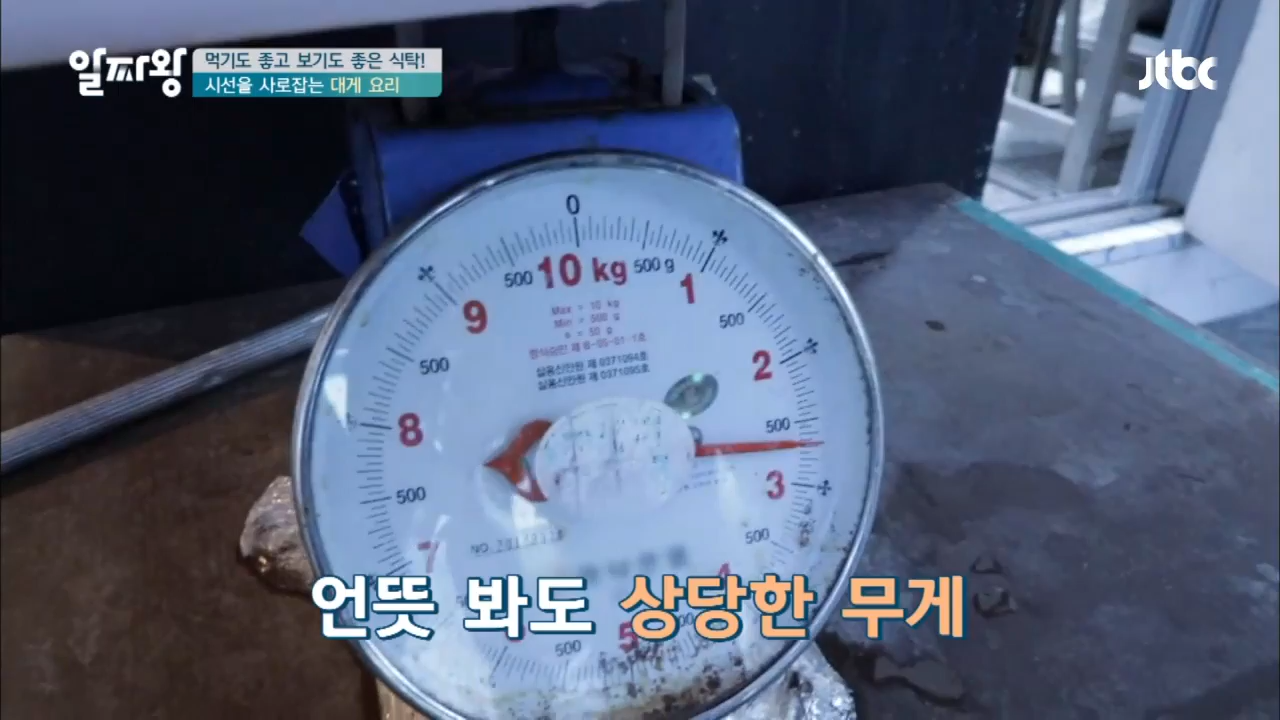 알짜왕
먹기도 좋고 보기도 좋은 식탁!
시선을 사로잡는 대게 요리
jtbc
0
500 10 kg 500 g
9 1
500 500
2
8 500
500 3
7 500
Max = 10 kg
Min = 500 g
e = 50 g
NO.
5
500
언뜻 봐도 상당한 무게